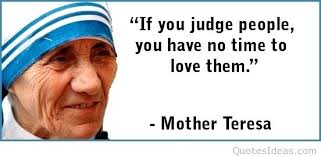 “If you judge people,
you have no time to
love them.”
- Mother Teresa
QuotesIdeas.com